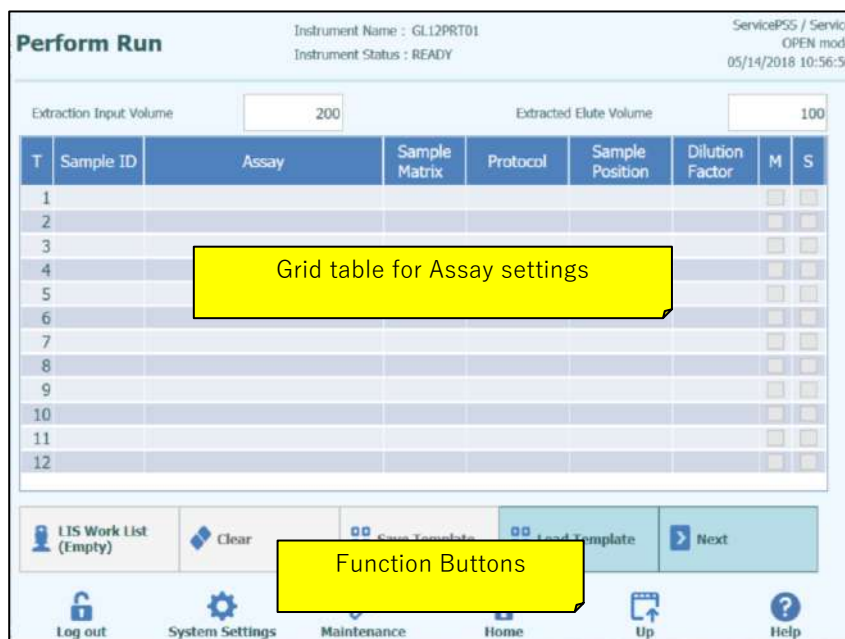 Perform Run
Instrument Name : GL12PRT01
Instrument Status : READY
ServicePSS / Servic
OPEN mod
05/14/2018 10:56:5
Extraction Input Volume 200 Extracted Elute Volume 100
T Sample ID Assay Sample Matrix Protocol Sample Position Dilution Factor M S
1
2
3
4
5
6
7
8
9
10
11
12
Grid table for Assay settings
LIS Work List (Empty) Clear Save Template Load Template Next
Function Buttons
Log out System Settings Maintenance Home Up Help